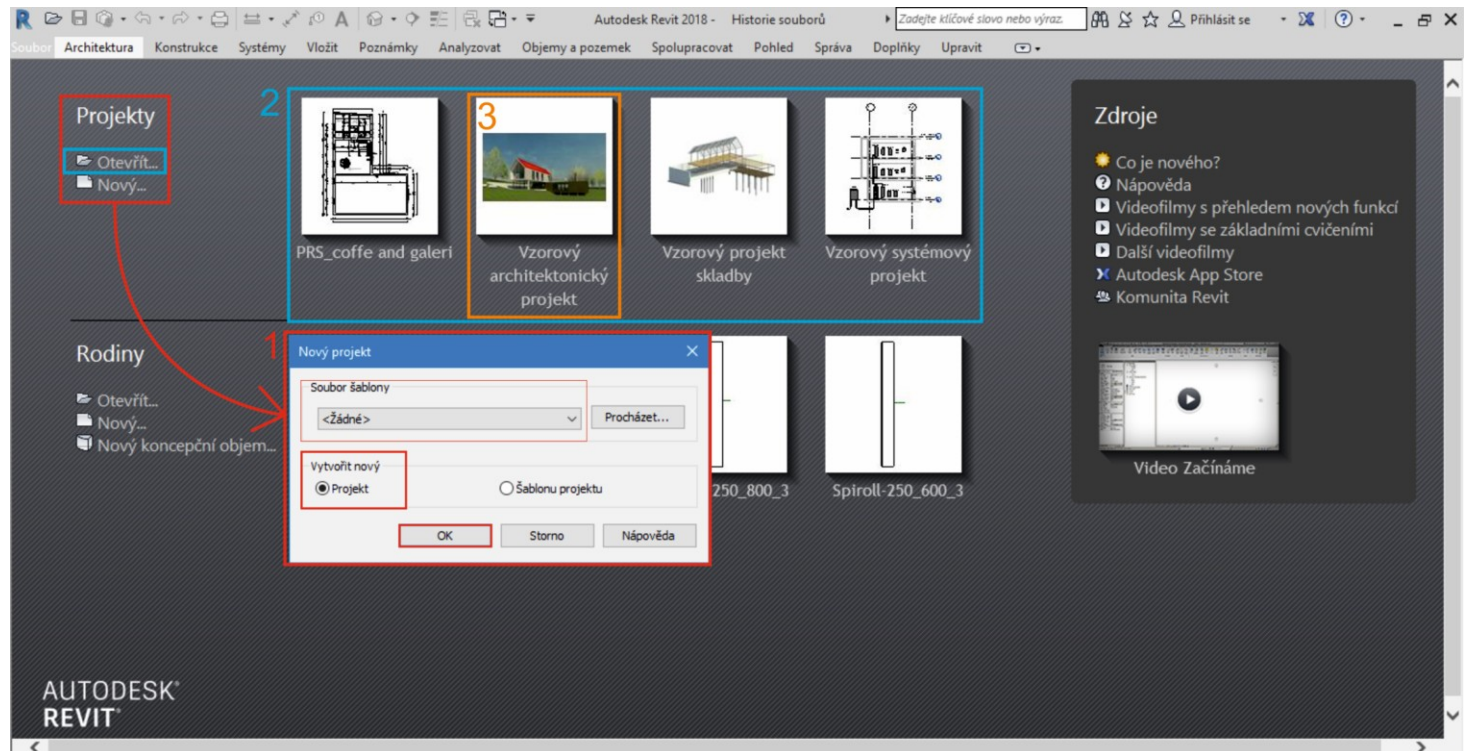 Autodesk Revit 2018 - Historie souborů
Zadejte klíčové slovo nebo výraz.
Přihlásit se
Soubor Architektura Konstrukce Systémy Vložit Poznámky Analyzovat Objemy a pozemek Spolupracovat Pohled Správa Doplňky Upravit
Projekty
Otevřít...
Nový...
2
3
PRS_coffe and galeri
Vzorový
architektonický
projekt
Vzorový projekt
skladby
Vzorový systémový
projekt
Rodiny
Otevřít...
Nový...
Nový koncepční objem...
1
Nový projekt
Soubor šablony
<Žádné>
Procházet...
Vytvořit nový
Projekt
Šablonu projektu
OK
Storno
Nápověda
250_800_3
Spiroll-250_600_3
Zdroje
Co je nového?
Nápověda
Videofilmy s přehledem nových funkcí
Videofilmy se základními cvičeními
Další videofilmy
Autodesk App Store
Komunita Revit
Video Začínáme
AUTODESK®
REVIT®